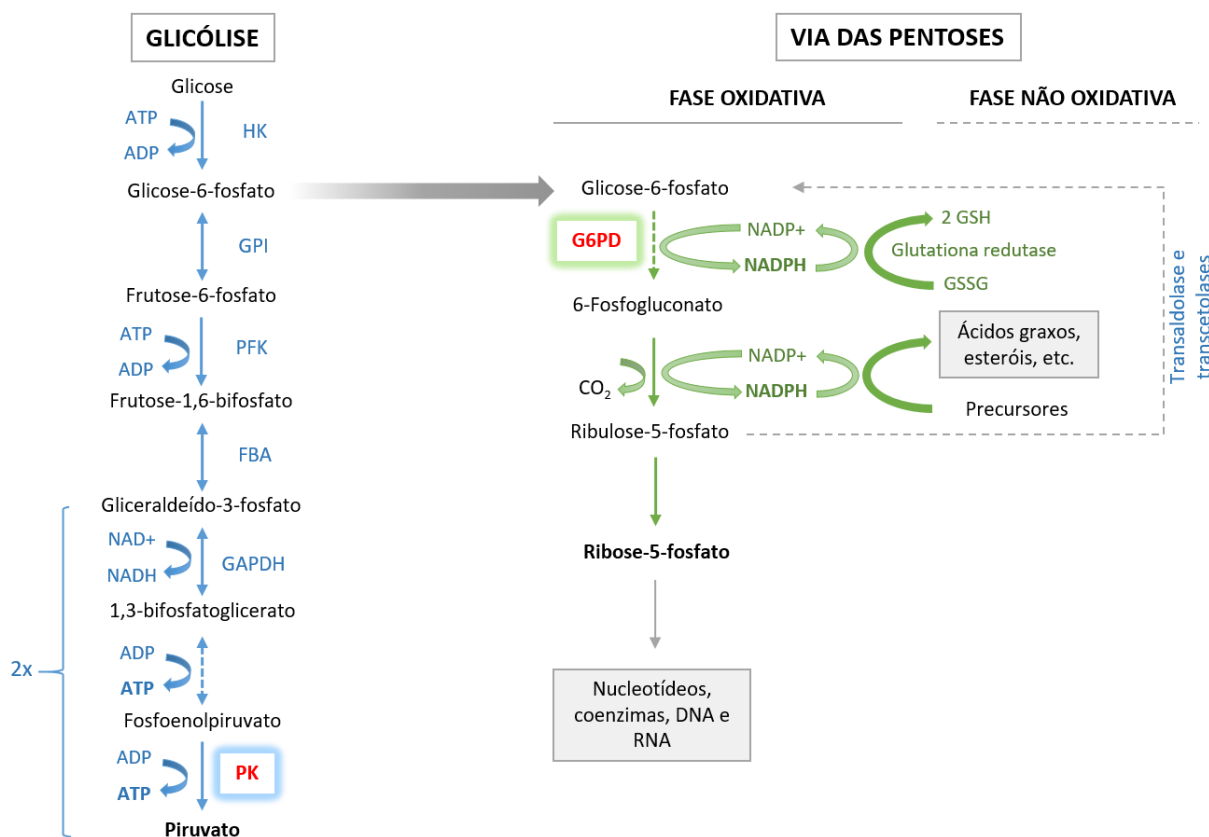 GLICÓLISE
Glicose
ATP
ADP
HK
Glicose-6-fosfato
GPI
Frutose-6-fosfato
ATP
ADP
PFK
Frutose-1,6-bifosfato
FBA
Gliceraldeído-3-fosfato
NAD+
NADH
GAPDH
1,3-bifosfatoglicerato
2x
ADP
ATP
Fosfoenolpiruvato
ADP
ATP
PK
Piruvato
VIA DAS PENTOSES
FASE OXIDATIVA
FASE NÃO OXIDATIVA
Glicose-6-fosfato
G6PD
NADP+
NADPH
2 GSH
Glutationa redutase
GSSG
6-Fosfogluconato
CO2
NADP+
NADPH
Ácidos graxos,
esteróis, etc.
Precursores
Transaldolase e
transcetolases
Ribulose-5-fosfato
Ribose-5-fosfato
Nucleotídeos,
coenzimas, DNA e
RNA